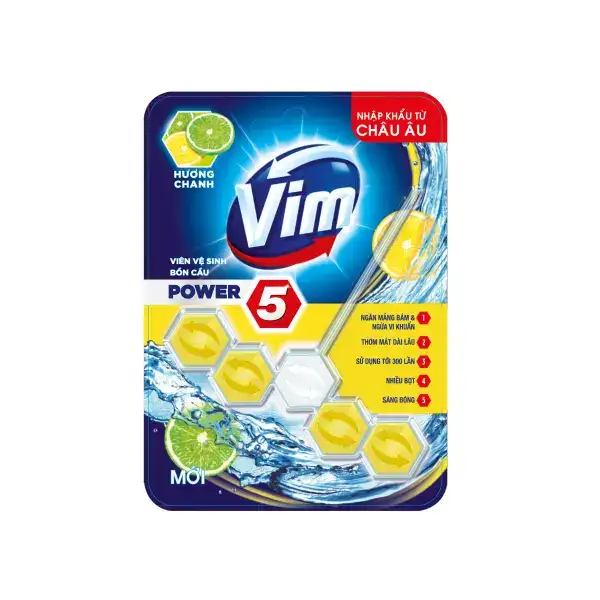 NHẬP KHẨU TỪ
CHÂU ÂU
HƯƠNG
CHANH
Vim
VIÊN VỆ SINH
BỒN CẦU
POWER 5
NGĂN MẢNG BÁM & 1
NGỪA VI KHUẨN
THƠM MÁT DÀI LÂU 2
SỬ DỤNG TỚI 300 LẦN 3
NHIỀU BỌT 4
SÁNG BÓNG 5
MỚI